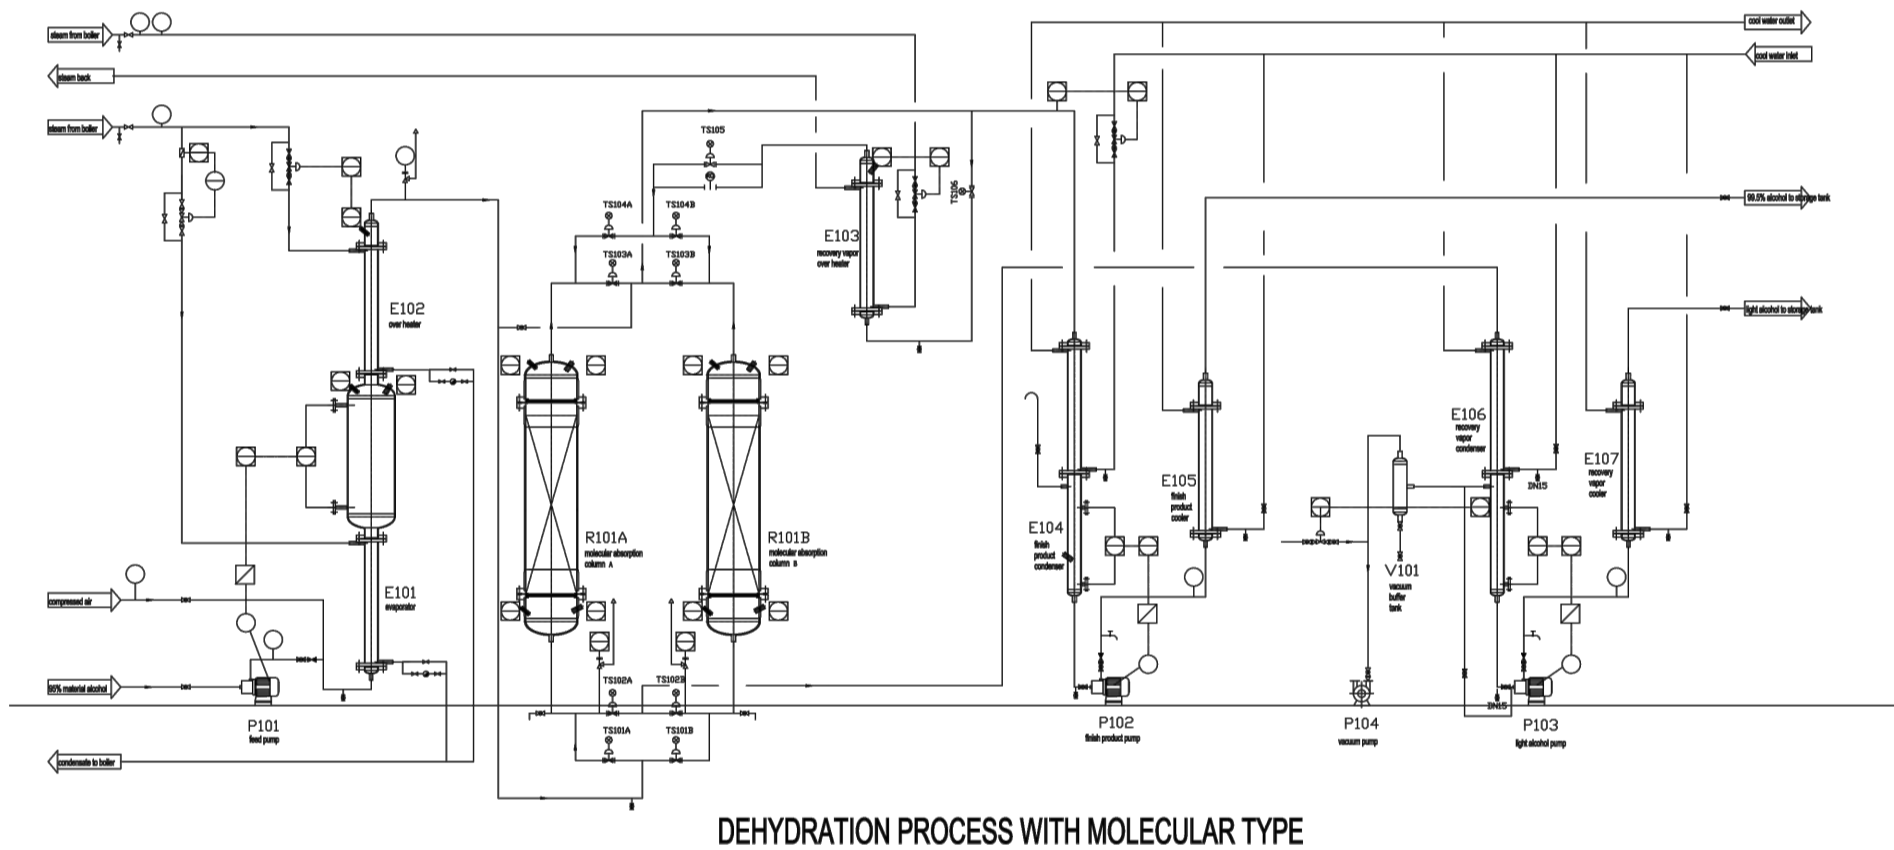 steam from boiler
cool water outlet
cool water inlet
steam back
steam from boiler
TS105
TS106
99.5% alcohol to storage tank
TS104A
TS104B
E103
recovery vapor
over heater
TS103A
TS103B
E102
over heater
light alcohol to storage tank
E106
recovery
vapor
condenser
E107
recovery
vapor
cooler
E105
finish
product
cooler
DN15
E104
finish
product
condenser
R101A
molecular absorption
column A
R101B
molecular absorption
column B
V101
vacuum
buffer
tank
E101
evaporator
compressed air
95% material alcohol
TS102A
TS102B
DN15
P101
feed pump
TS101A
TS101B
P102
finish product pump
P104
vacuum pump
P103
light alcohol pump
condensate to boiler
DEHYDRATION PROCESS WITH MOLECULAR TYPE